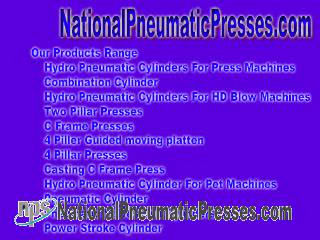 NationalPneumaticPresses.com
Our Products Range
Hydro Pneumatic Cylinders For Press Machines
Combination Cylinder
Hydro Pneumatic Cylinders For HD Blow Machines
Two Pillar Presses
C Frame Presses
4 Piller Guided moving platten
4 Pillar Presses
Casting C Frame Press
Hydro Pneumatic Cylinder For Pet Machines
Pneumatic Cylinder
NationalPneumaticPresses.com
Power Stroke Cylinder